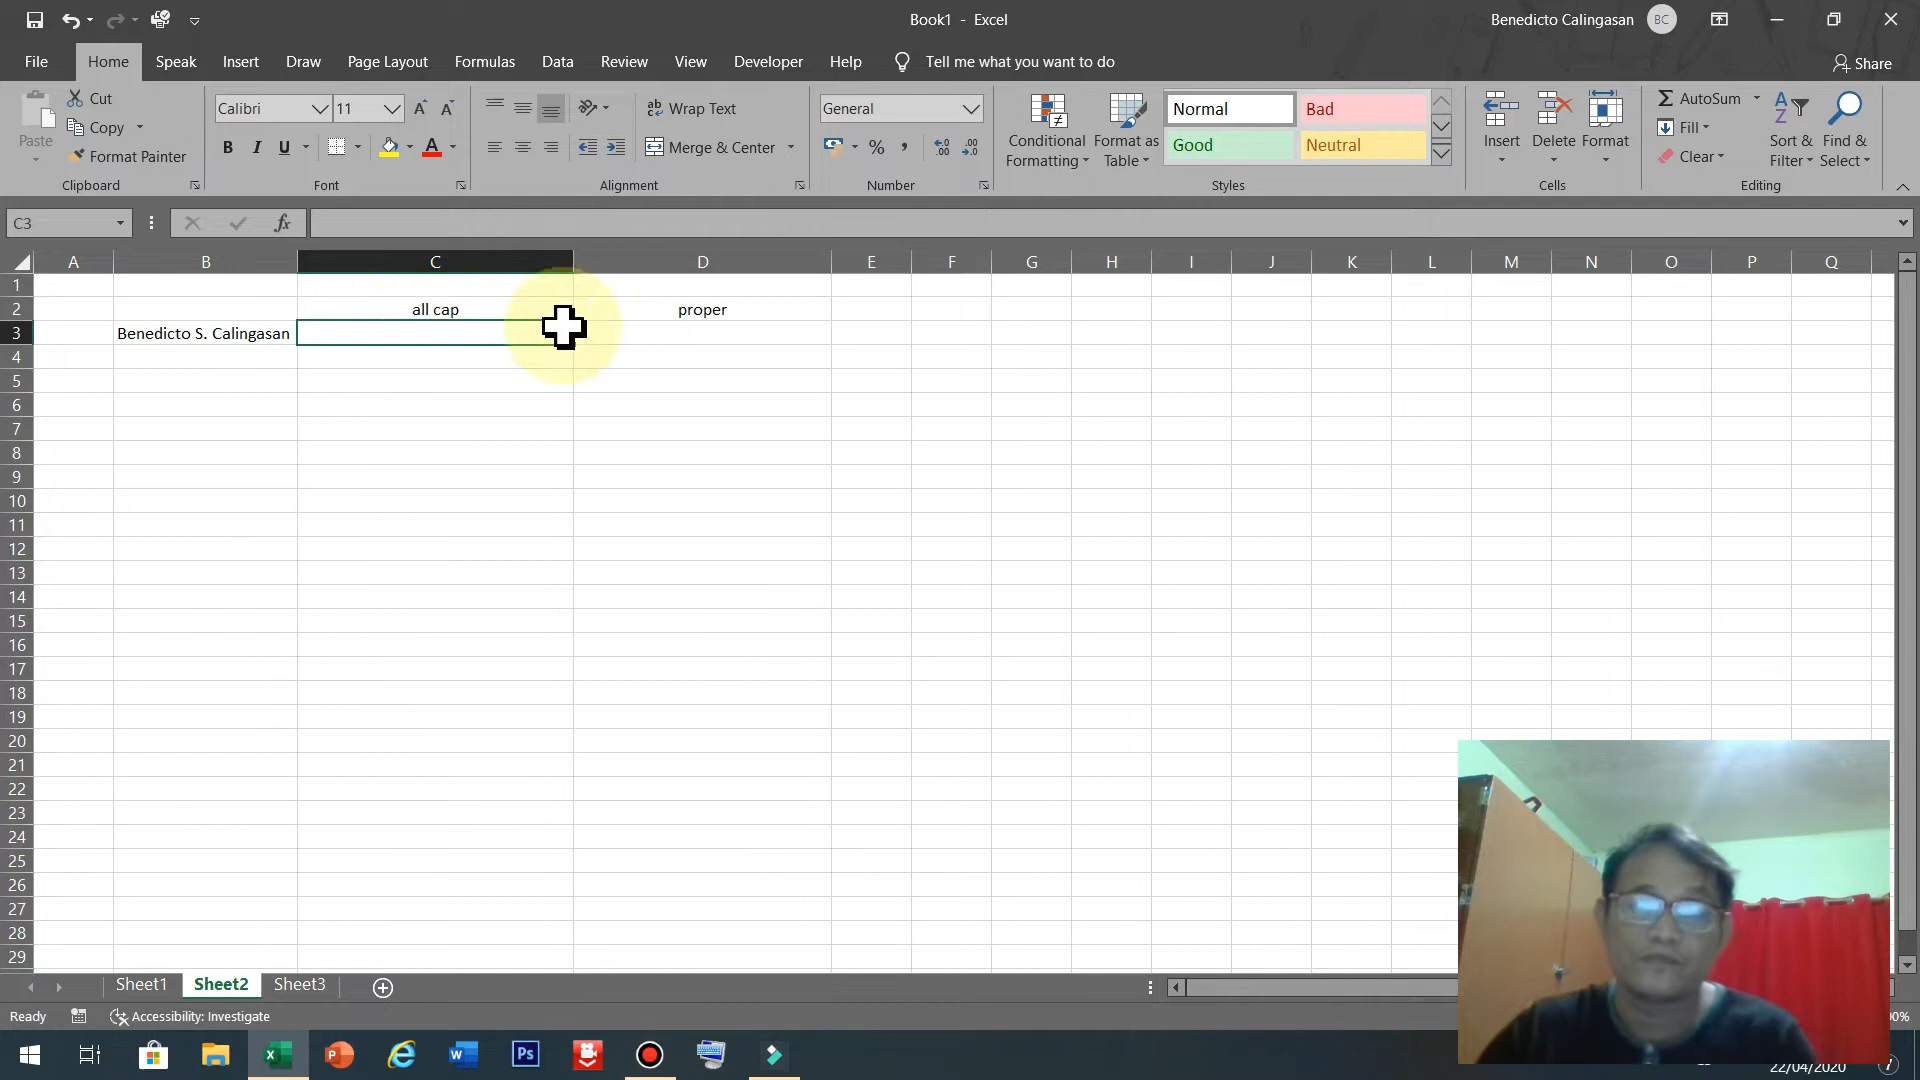 Book1 - Excel
Benedicto Calingasan
BC
File
Home
Speak
Insert
Draw
Page Layout
Formulas
Data
Review
View
Developer
Help
Tell me what you want to do
Share
Paste
Cut
Copy
Format Painter
Clipboard
Calibri
11
B I U
Font
Wrap Text
Merge & Center
Alignment
General
Number
Conditional
Formatting
Format as
Table
Normal
Bad
Good
Neutral
Styles
Insert
Delete
Format
Cells
AutoSum
Fill
Clear
Sort &
Filter
Find &
Select
Editing
C3
fx
A B C D E F G H I J K L M N O P Q
1
2 all cap proper
3 Benedicto S. Calingasan
4
5
6
7
8
9
10
11
12
13
14
15
16
17
18
19
20
21
22
23
24
25
26
27
28
29
Sheet1
Sheet2
Sheet3
Ready
Accessibility: Investigate
22/04/2020